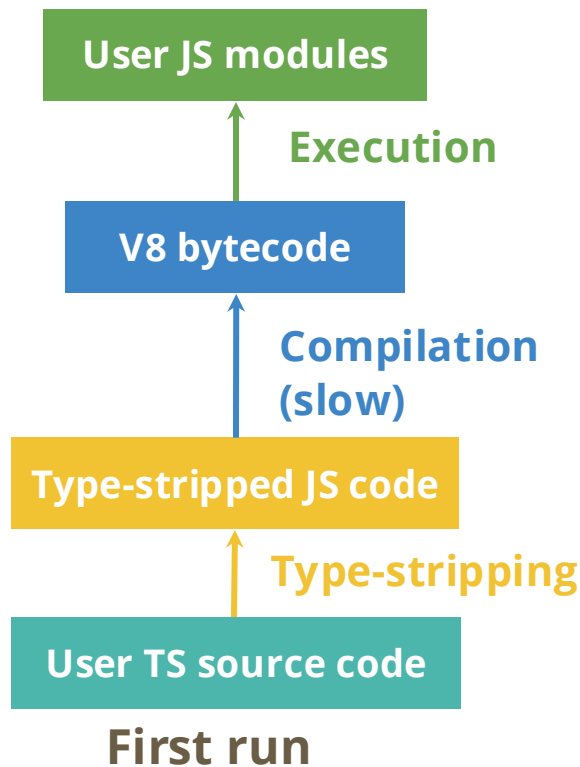 User JS modules
Execution
V8 bytecode
Compilation
(slow)
Type-stripped JS code
Type-stripping
User TS source code
First run